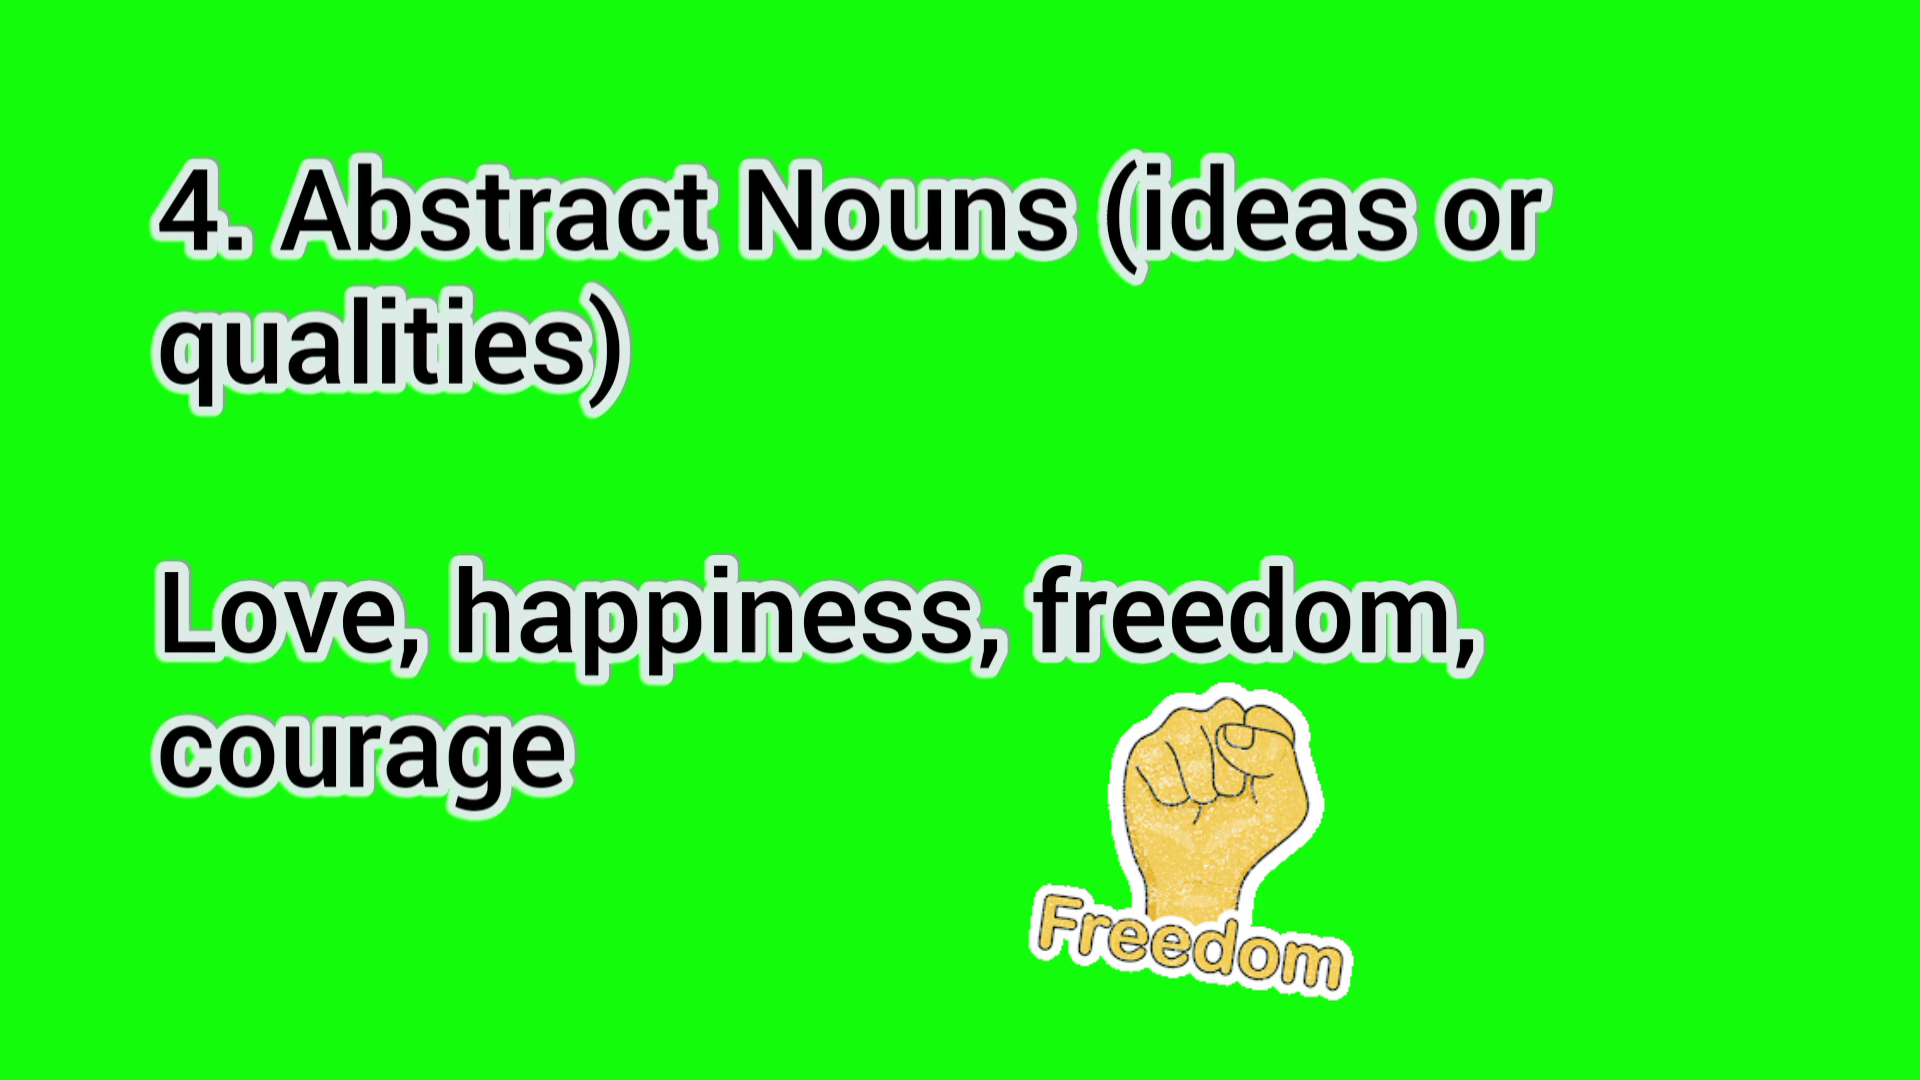 4. Abstract Nouns (ideas or
qualities)
Love, happiness, freedom,
courage
Freedom